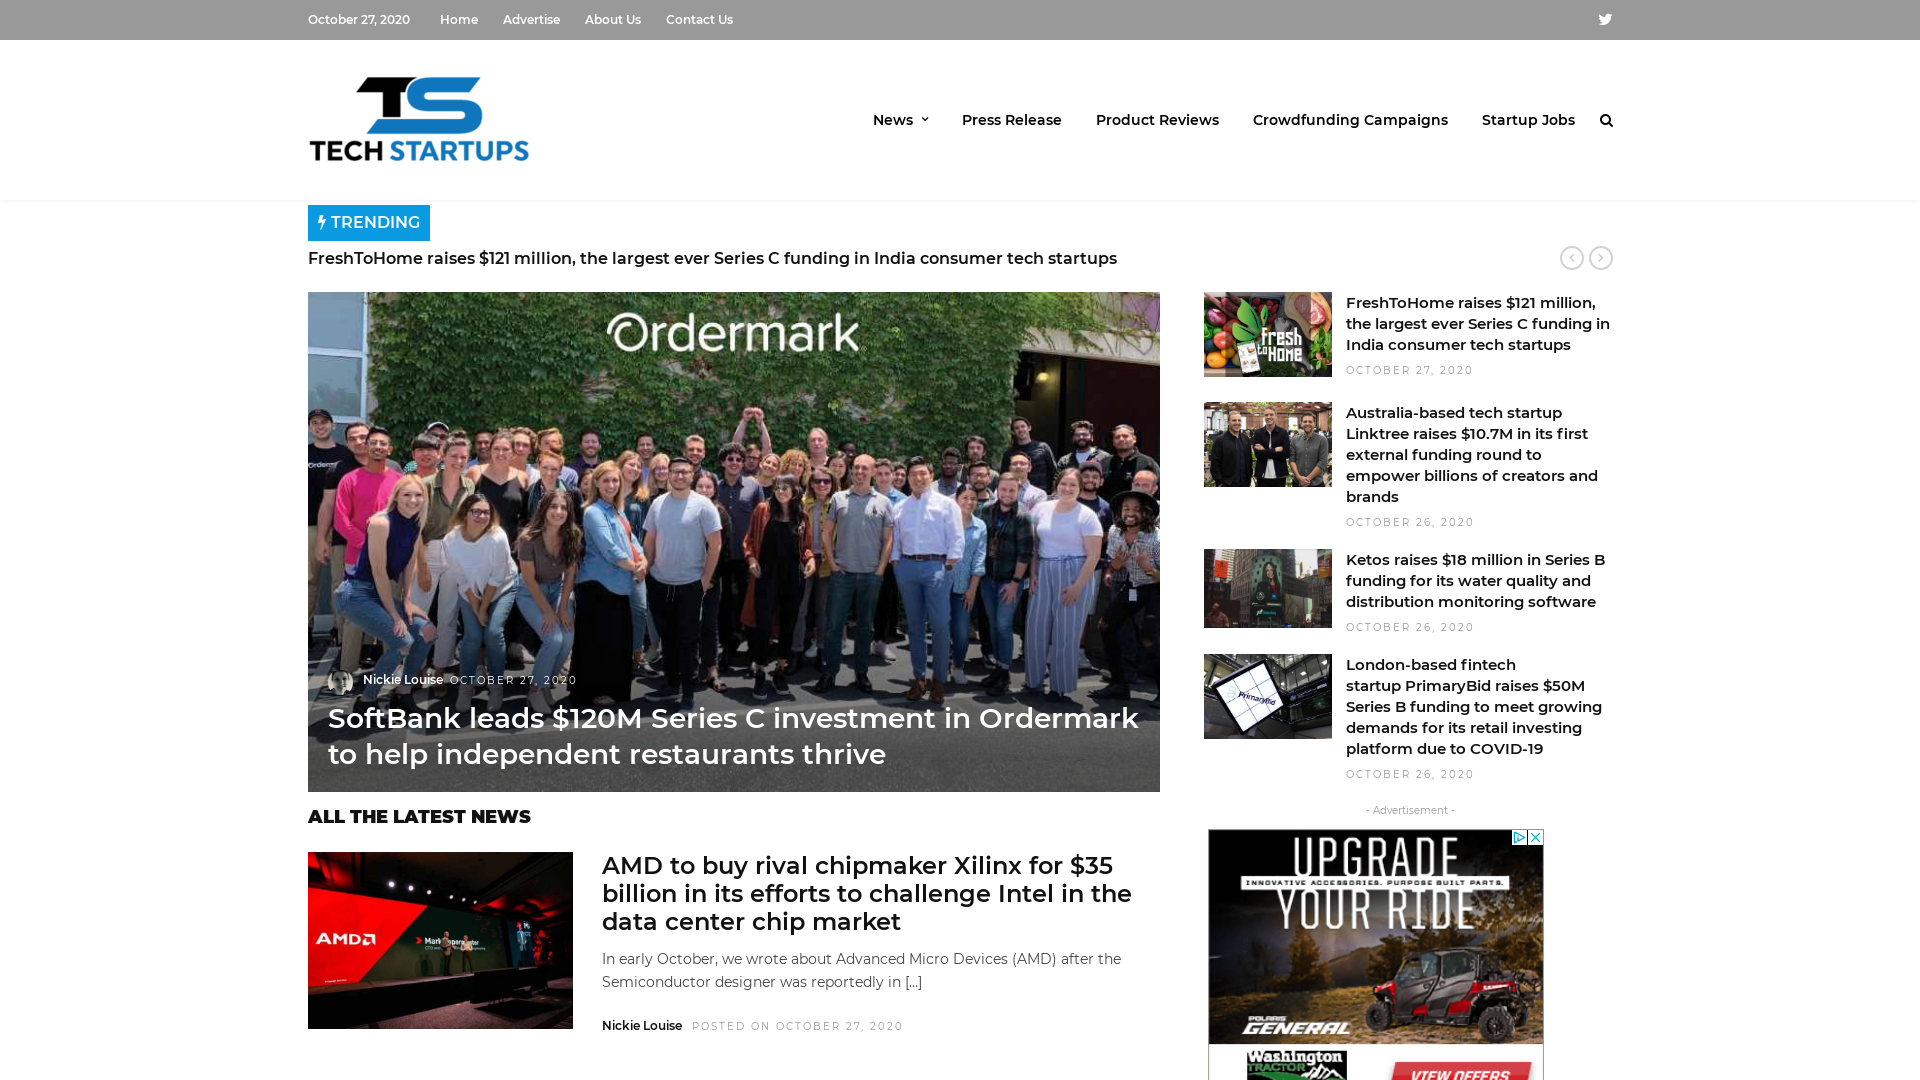 October 27, 2020 Home Advertise About Us Contact Us
TS
TECH STARTUPS
News Press Release Product Reviews Crowdfunding Campaigns Startup Jobs
TRENDING
FreshToHome raises $121 million, the largest ever Series C funding in India consumer tech startups
Ordermark
Nickie Louise OCTOBER 27, 2020
SoftBank leads $120M Series C investment in Ordermark
to help independent restaurants thrive
fresh
to HOME
FreshToHome raises $121 million,
the largest ever Series C funding in
India consumer tech startups
OCTOBER 27, 2020
Australia-based tech startup
Linktree raises $10.7M in its first
external funding round to
empower billions of creators and
brands
OCTOBER 26, 2020
Ketos raises $18 million in Series B
funding for its water quality and
distribution monitoring software
OCTOBER 26, 2020
PrimaryBid
London-based fintech
startup PrimaryBid raises $50M
Series B funding to meet growing
demands for its retail investing
platform due to COVID-19
OCTOBER 26, 2020
ALL THE LATEST NEWS
AMD
AMD to buy rival chipmaker Xilinx for $35
billion in its efforts to challenge Intel in the
data center chip market
In early October, we wrote about Advanced Micro Devices (AMD) after the
Semiconductor designer was reportedly in [...]
Nickie Louise POSTED ON OCTOBER 27, 2020
- Advertisement -
UPGRADE
INNOVATIVE ACCESSORIES. PURPOSE BUILT PARTS.
YOUR RIDE
POLARIS
GENERAL
Washington
TRACTOR
VIEW OFFERS